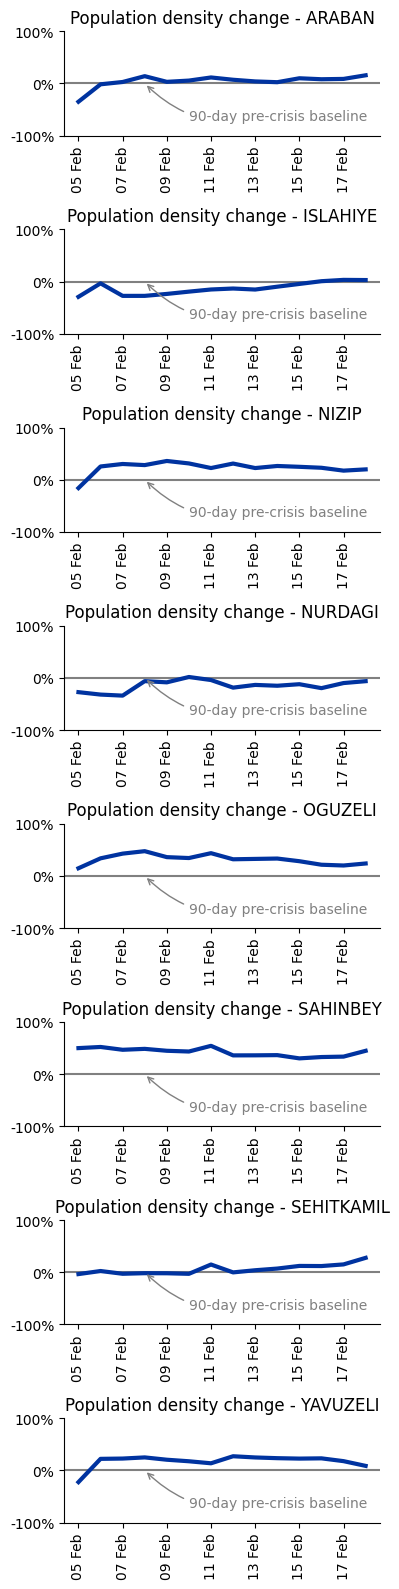 Population density change - ARABAN
100%
0%
90-day pre-crisis baseline
-100%
05 Feb
07 Feb
09 Feb
11 Feb
13 Feb
15 Feb
17 Feb
Population density change - ISLAHIYE
100%
0%
90-day pre-crisis baseline
-100%
05 Feb
07 Feb
09 Feb
11 Feb
13 Feb
15 Feb
17 Feb
Population density change - NIZIP
100%
0%
90-day pre-crisis baseline
-100%
05 Feb
07 Feb
09 Feb
11 Feb
13 Feb
15 Feb
17 Feb
Population density change - NURDAGI
100%
0%
90-day pre-crisis baseline
-100%
05 Feb
07 Feb
09 Feb
11 Feb
13 Feb
15 Feb
17 Feb
Population density change - OGUZELI
100%
0%
90-day pre-crisis baseline
-100%
05 Feb
07 Feb
09 Feb
11 Feb
13 Feb
15 Feb
17 Feb
Population density change - SAHINBEY
100%
0%
90-day pre-crisis baseline
-100%
05 Feb
07 Feb
09 Feb
11 Feb
13 Feb
15 Feb
17 Feb
Population density change - SEHITKAMIL
100%
0%
90-day pre-crisis baseline
-100%
05 Feb
07 Feb
09 Feb
11 Feb
13 Feb
15 Feb
17 Feb
Population density change - YAVUZELI
100%
0%
90-day pre-crisis baseline
-100%
05 Feb
07 Feb
09 Feb
11 Feb
13 Feb
15 Feb
17 Feb